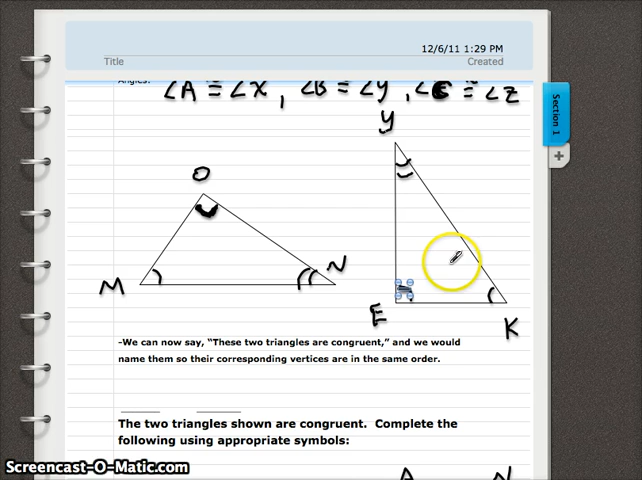 12/6/11 1:29 PM
Title
Created
Angles:
∠A ≅ ∠X , ∠B ≅ ∠Y , ∠C ≅ ∠Z
Section 1
Y
O
M
N
E
K
-We can now say, "These two triangles are congruent," and we would
name them so their corresponding vertices are in the same order.
The two triangles shown are congruent. Complete the
following using appropriate symbols:
A
N
Screencast-O-Matic.com